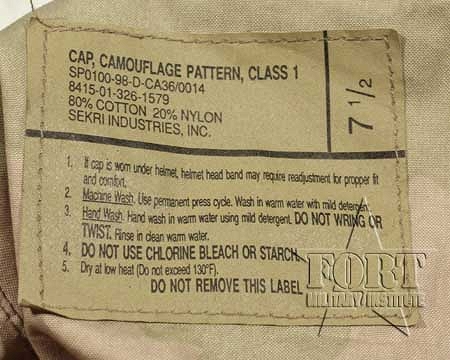 CAP, CAMOUFLAGE PATTERN, CLASS 1
SP0100-98-D-CA36/0014
8415-01-326-1579
80% COTTON 20% NYLON
SEKRI INDUSTRIES, INC.
7 1/2
1. If cap is worn under helmet, helmet head band may require readjustment for propper fit
and comfort.
2. Machine Wash. Use permanent press cycle. Wash in warm water with mild detergent.
3. Hand Wash. Hand wash in warm water using mild detergent. DO NOT WRING OR
TWIST. Rinse in clean warm water.
4. DO NOT USE CHLORINE BLEACH OR STARCH.
5. Dry at low heat (Do not exceed 130°F).
DO NOT REMOVE THIS LABEL
FORT